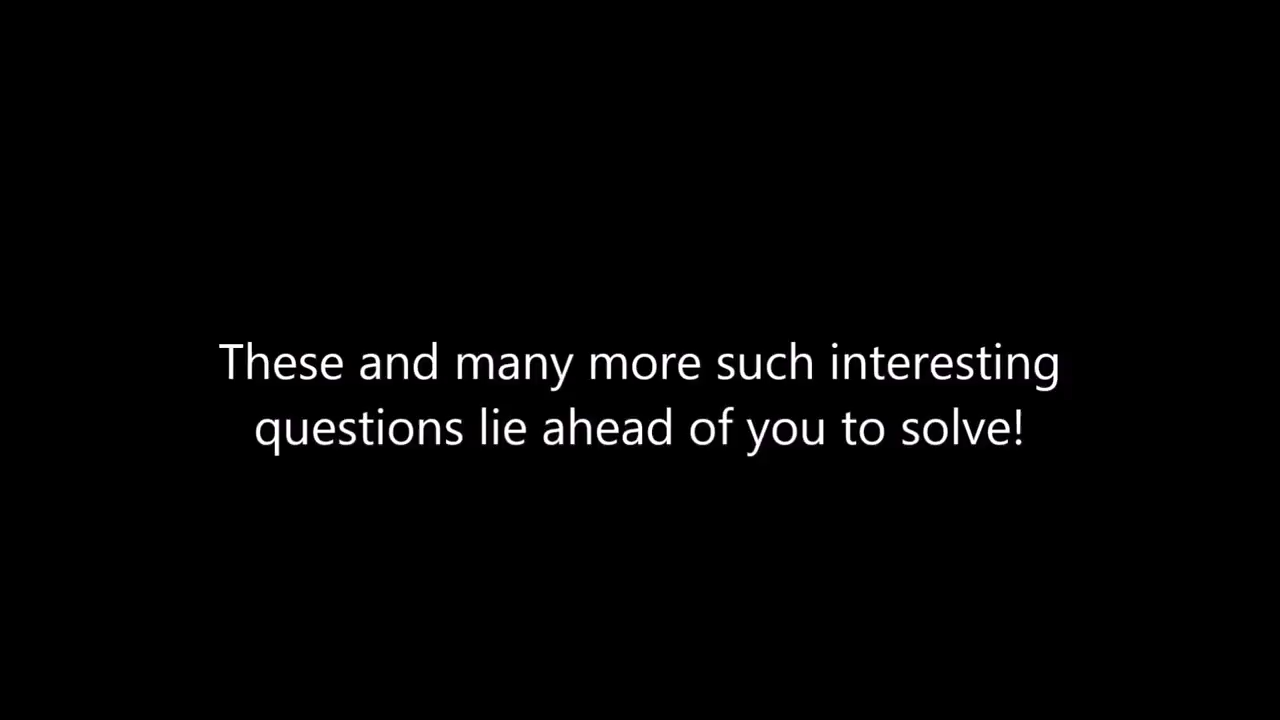 These and many more such interesting
questions lie ahead of you to solve!